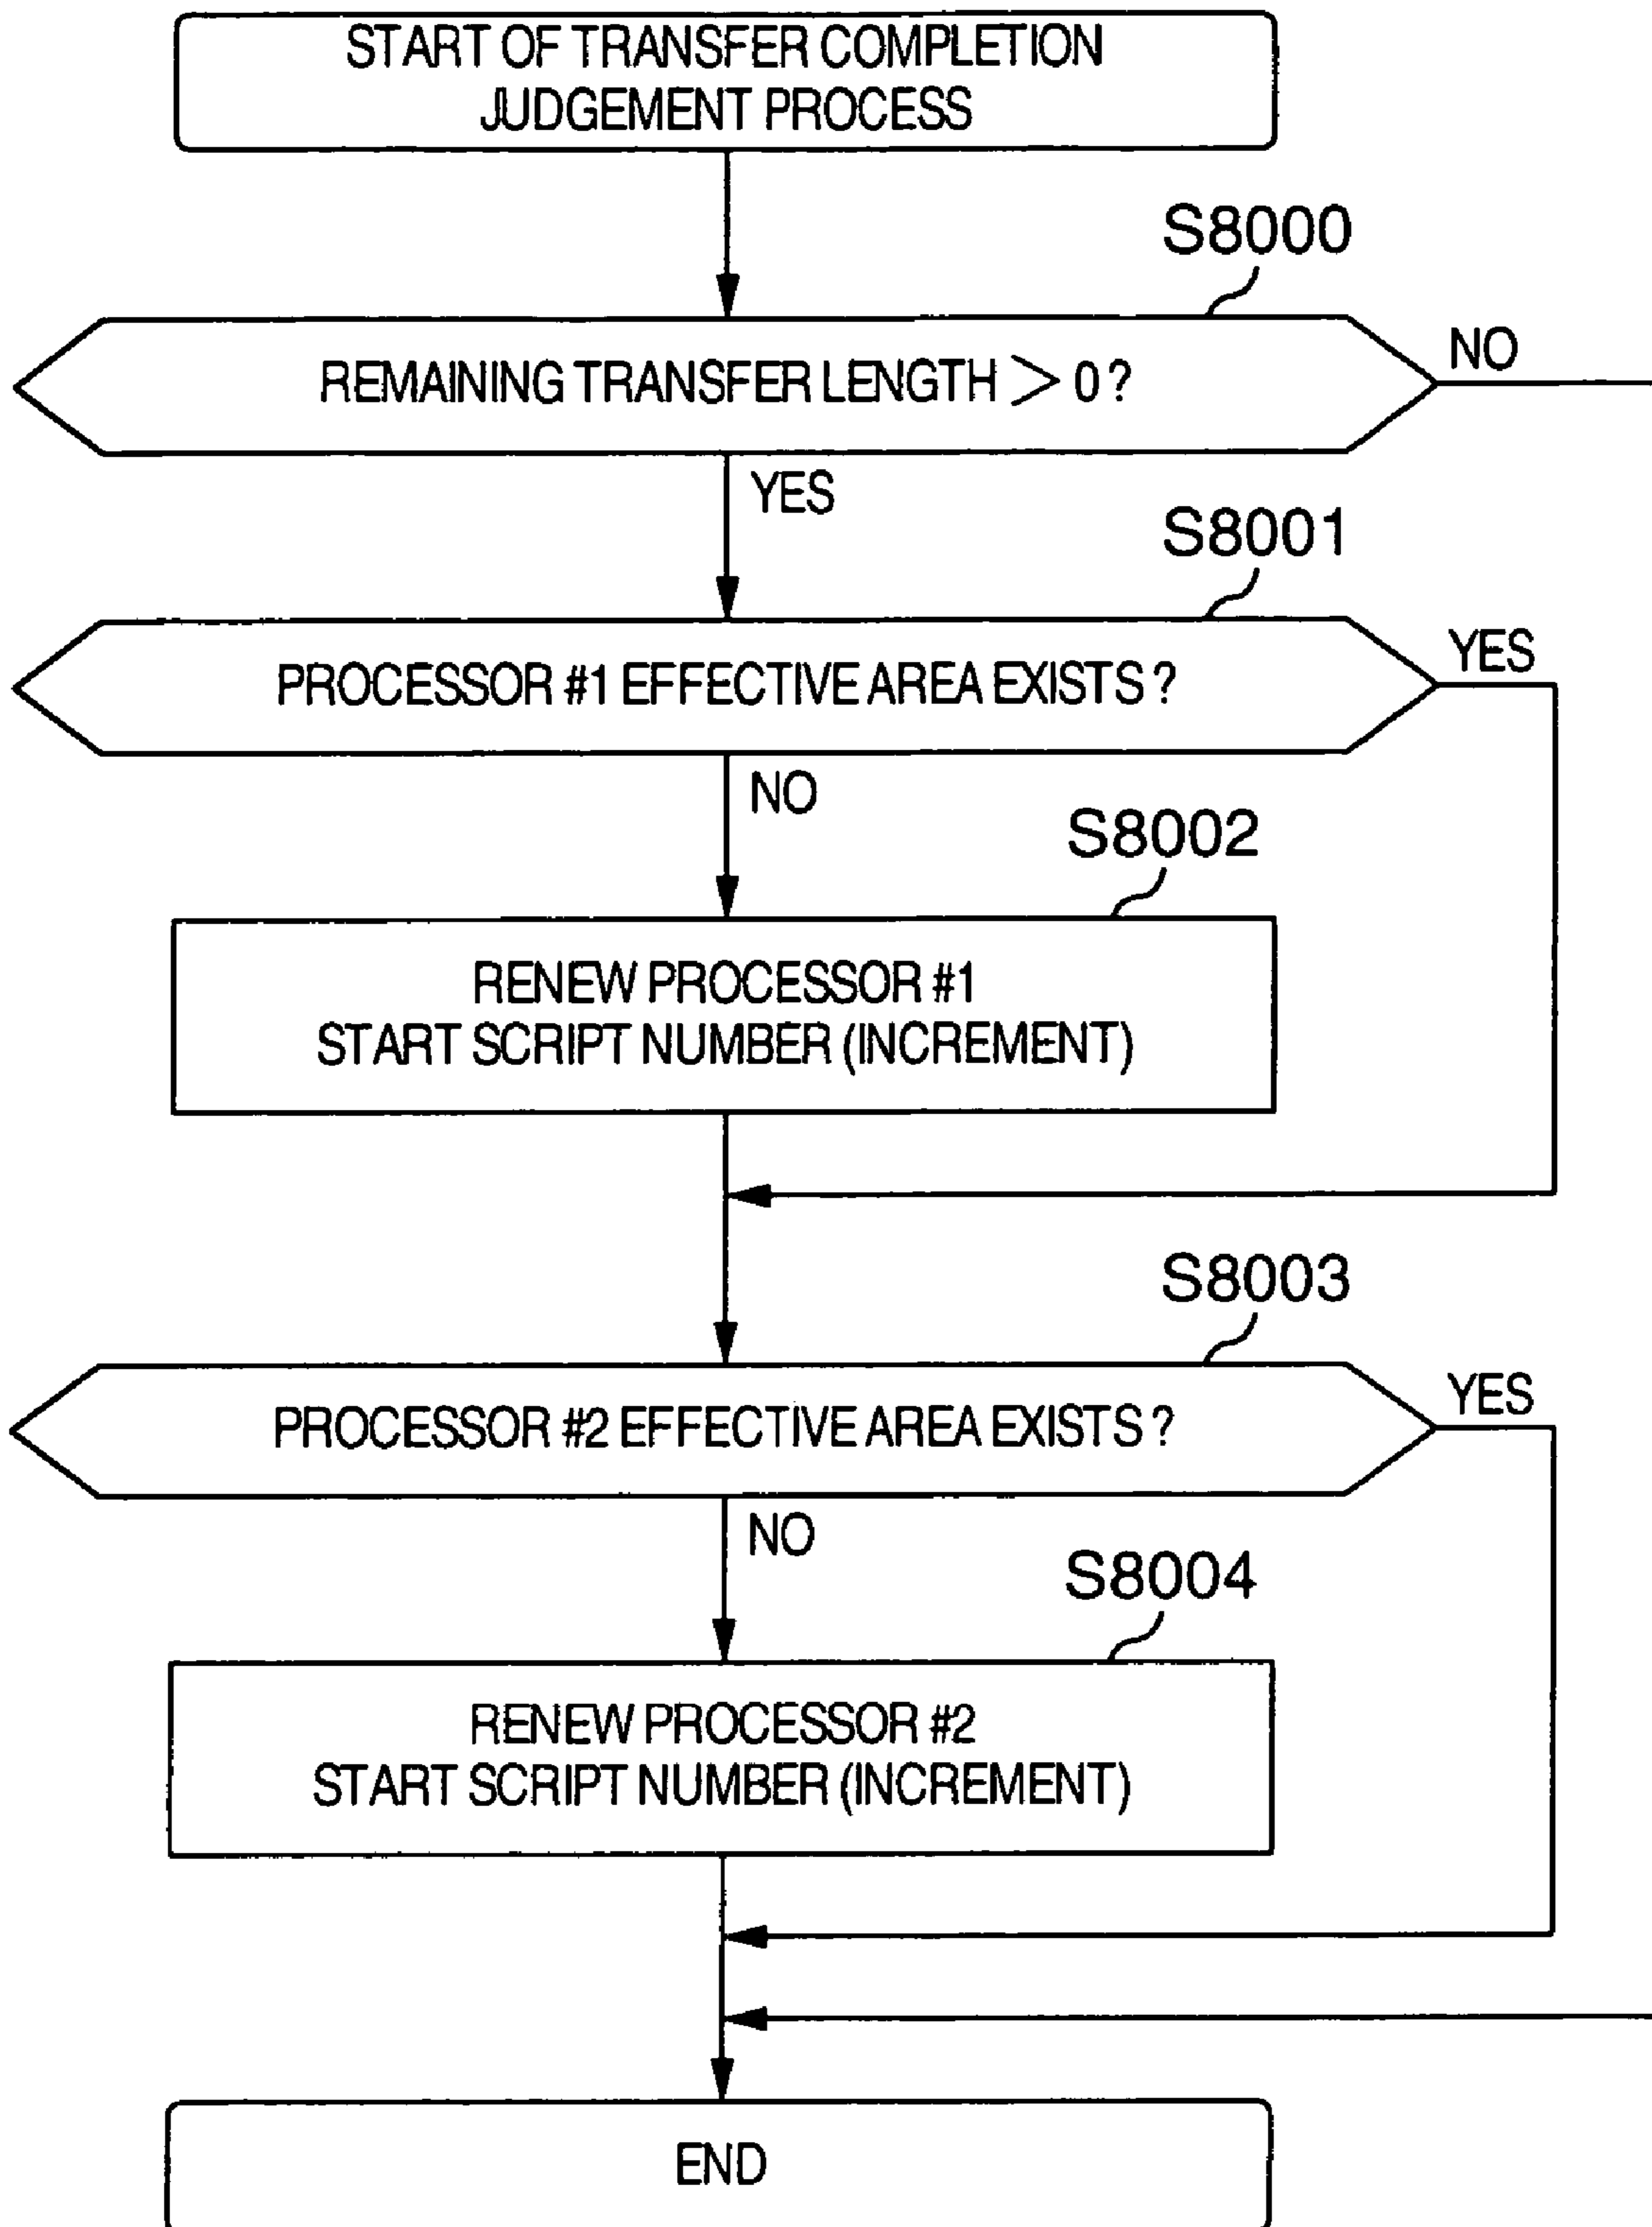 START OF TRANSFER COMPLETION
JUDGEMENT PROCESS
S8000
REMAINING TRANSFER LENGTH > 0?
NO
YES
S8001
PROCESSOR #1 EFFECTIVE AREA EXISTS?
YES
NO
S8002
RENEW PROCESSOR #1
START SCRIPT NUMBER (INCREMENT)
S8003
PROCESSOR #2 EFFECTIVE AREA EXISTS?
YES
NO
S8004
RENEW PROCESSOR #2
START SCRIPT NUMBER (INCREMENT)
END